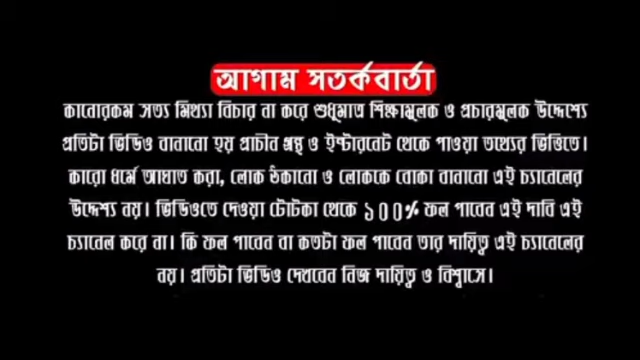 আগাম সতর্কবার্তা
কানোরকম সত্য মিথ্যা বিচার না করে শুধুমাত্র শিক্ষামুলক ও প্রচারমুলক উদ্দেশ্যে
প্রতিটা ভিডিও বানানো হয় প্রাচীন গ্রন্থ ও ইন্টারনেট থেকে পাওয়া তথ্যের ভিত্তিতে।
কারো ধর্মে আঘাত করা, লোক ঠকানো ও লোককে বোকা বানানো এই চ্যানেলের
উদ্দেশ্য নয়। ভিডিওতে দেওয়া টোটকা থেকে ১০০% ফল পাবেন এই দাবি এই
চ্যানেল করে না। কি ফল পাবেন বা কতটা ফল পাবেন তার দায়িত্ব এই চ্যানেলের
নয়। প্রতিটা ভিডিও দেখবেন নিজ দায়িত্ব ও বিশ্বাসে।